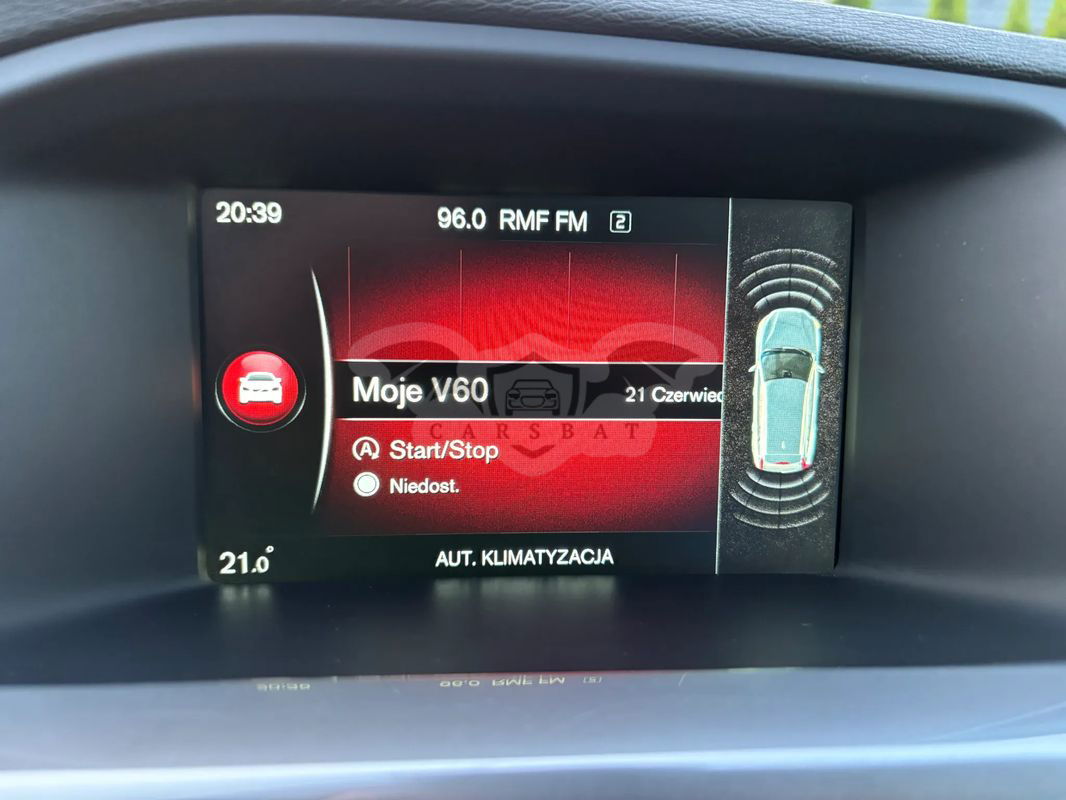 20:39
96.0 RMF FM 2
Moje V60
21 Czerwiec
CARSBAT
Start/Stop
Niedost.
21.0°
AUT. KLIMATYZACJA